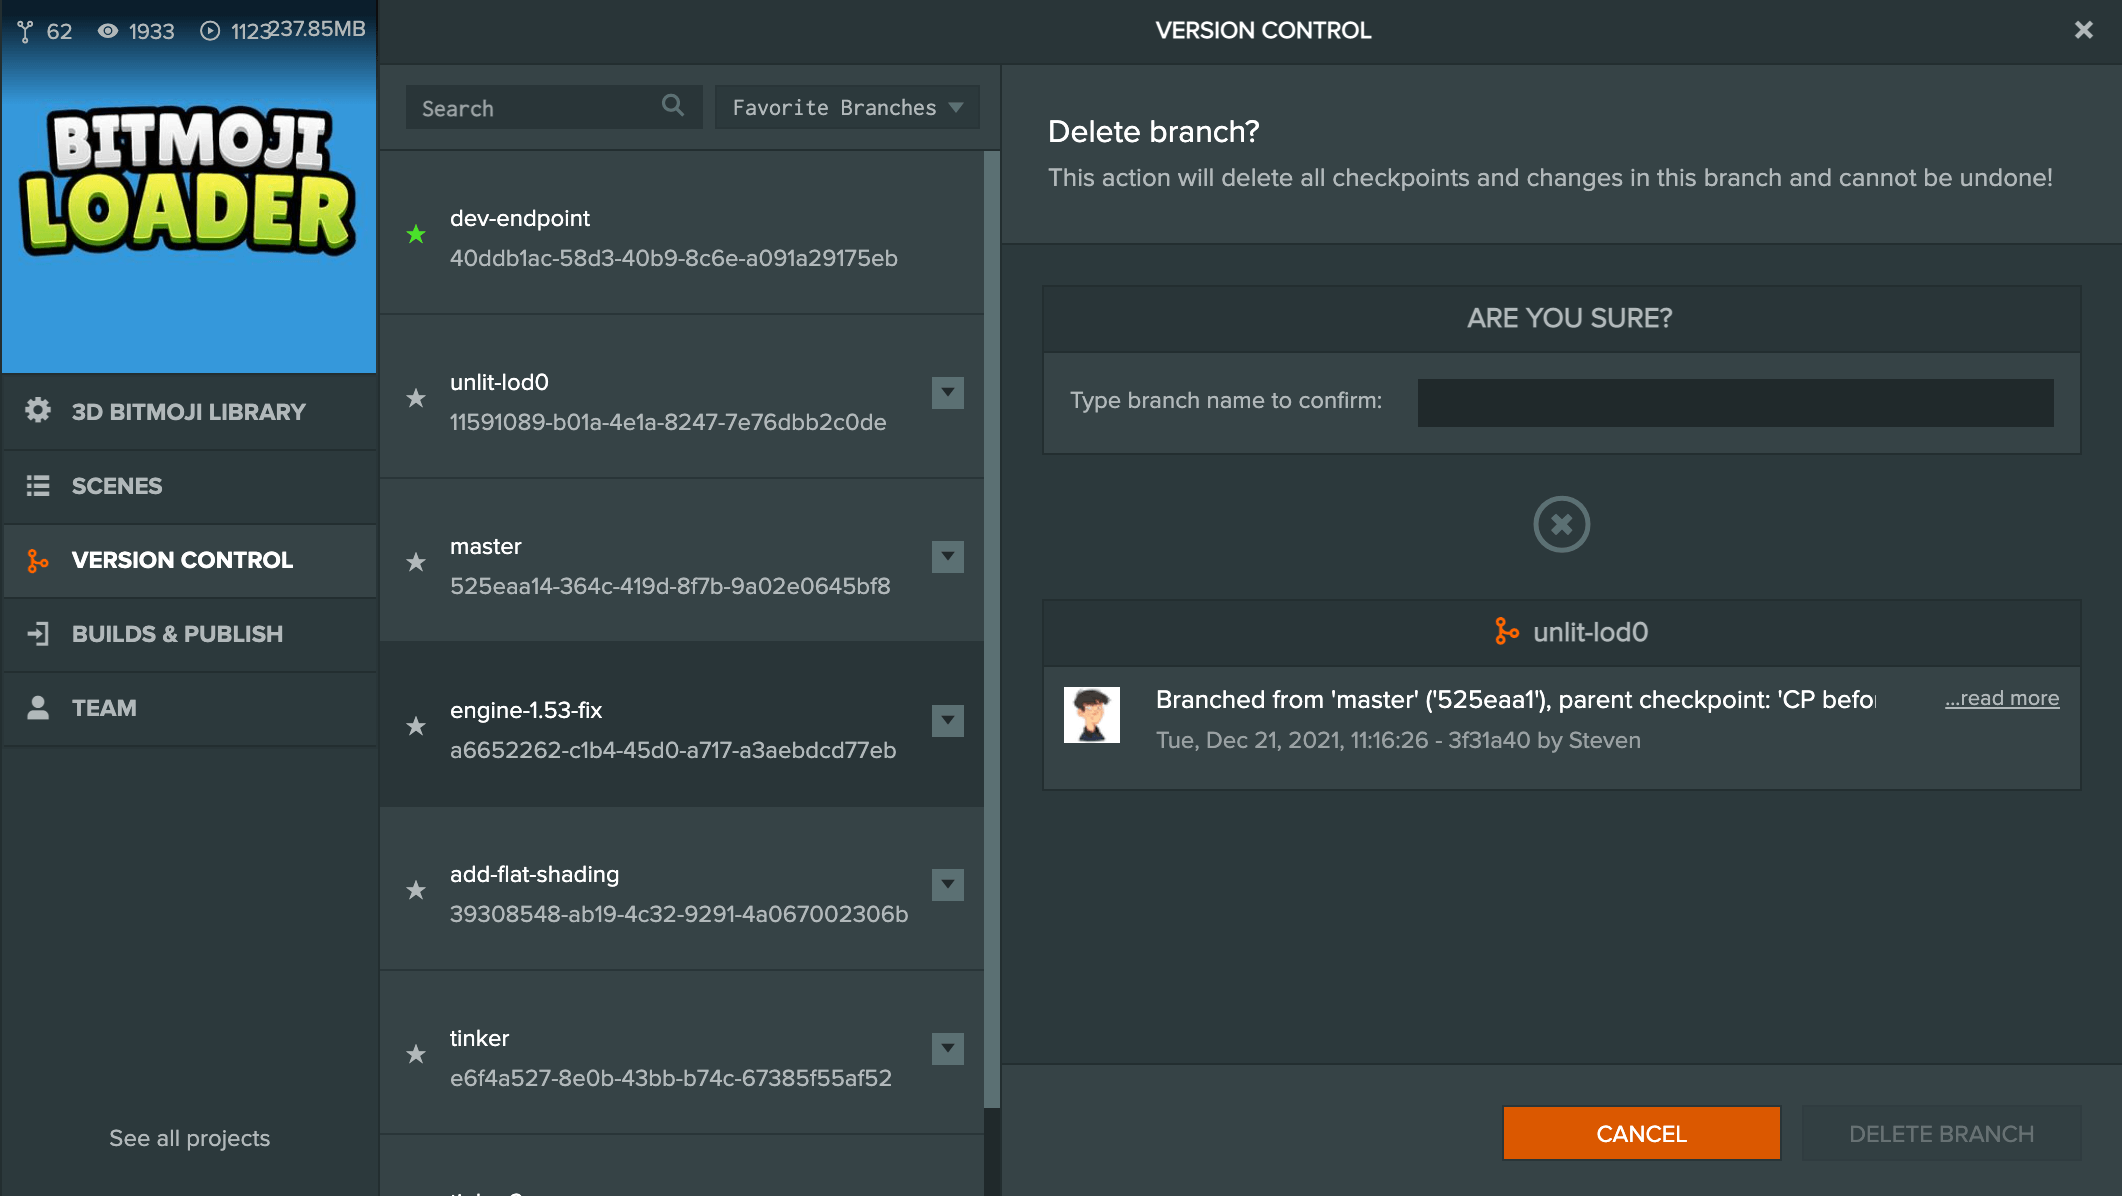 62 1933 1123 237.85MB
BITMOJI
LOADER
3D BITMOJI LIBRARY
SCENES
VERSION CONTROL
BUILDS & PUBLISH
TEAM
See all projects
VERSION CONTROL
Search
Favorite Branches
dev-endpoint
40ddb1ac-58d3-40b9-8c6e-a091a29175eb
unlit-lod0
11591089-b01a-4e1a-8247-7e76dbb2c0de
master
525eaa14-364c-419d-8f7b-9a02e0645bf8
engine-1.53-fix
a6652262-c1b4-45d0-a717-a3aebdcd77eb
add-flat-shading
39308548-ab19-4c32-9291-4a067002306b
tinker
e6f4a527-8e0b-43bb-b74c-67385f55af52
Delete branch?
This action will delete all checkpoints and changes in this branch and cannot be undone!
ARE YOU SURE?
Type branch name to confirm:
unlit-lod0
Branched from 'master' ('525eaa1'), parent checkpoint: 'CP befor ...read more
Tue, Dec 21, 2021, 11:16:26 - 3f31a40 by Steven
CANCEL
DELETE BRANCH